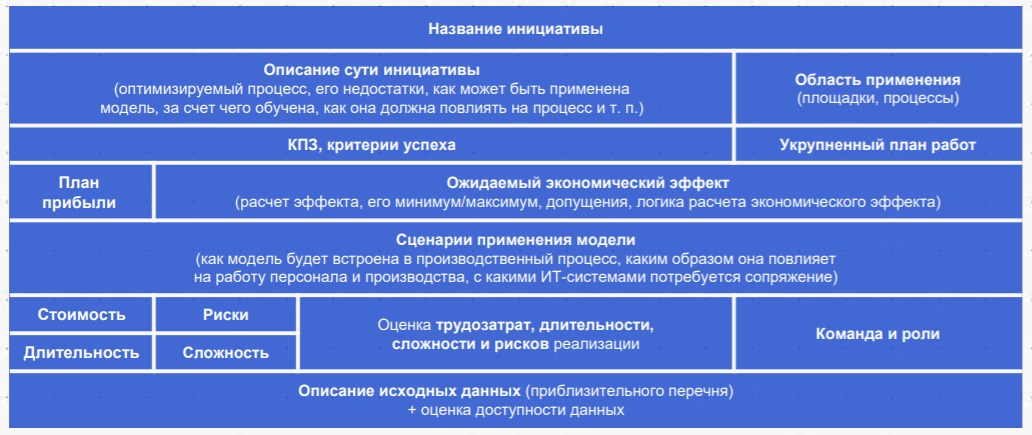 Название инициативы
Описание сути инициативы
(оптимизируемый процесс, его недостатки, как может быть применена
модель, за счет чего обучена, как она должна повлиять на процесс и т. п.)
Область применения
(площадки, процессы)
КПЗ, критерии успеха
Укрупненный план работ
План
прибыли
Ожидаемый экономический эффект
(расчет эффекта, его минимум/максимум, допущения, логика расчета экономического эффекта)
Сценарии применения модели
(как модель будет встроена в производственный процесс, каким образом она повлияет
на работу персонала и производства, с какими ИТ-системами потребуется сопряжение)
Стоимость
Риски
Длительность
Сложность
Оценка трудозатрат, длительности,
сложности и рисков реализации
Команда и роли
Описание исходных данных (приблизительного перечня)
+ оценка доступности данных